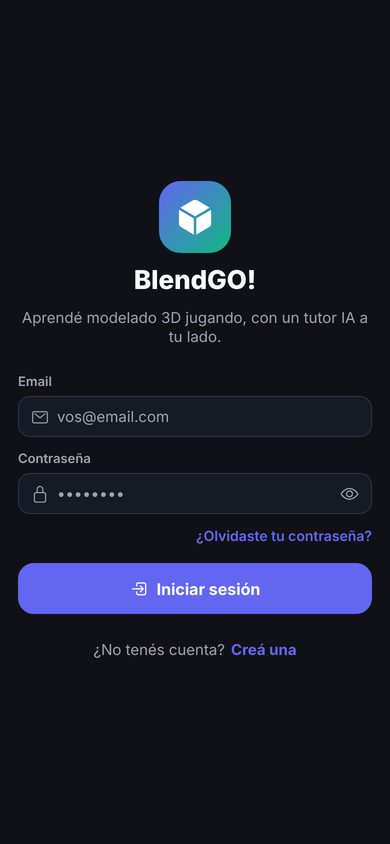 BlendGO!
Aprendé modelado 3D jugando, con un tutor IA a
tu lado.
Email
vos@email.com
Contraseña
••••••••
¿Olvidaste tu contraseña?
Iniciar sesión
¿No tenés cuenta? Creá una